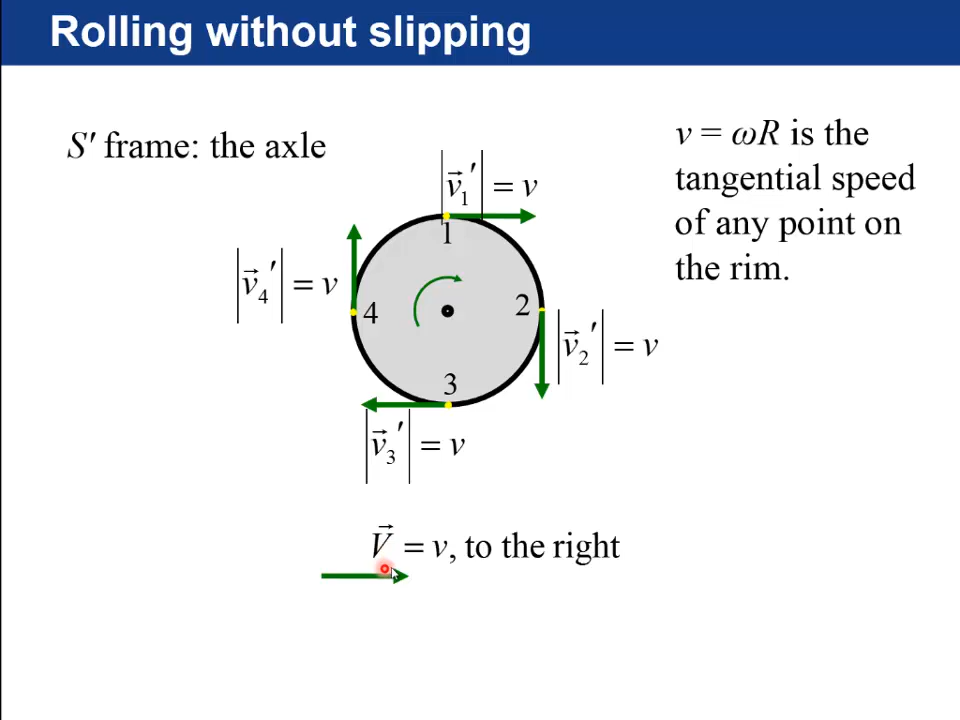 Rolling without slipping
S′ frame: the axle
v = ωR is the
tangential speed
of any point on
the rim.
|v⃗₁′| = v
1
|v⃗₄′| = v
4
2
|v⃗₂′| = v
3
|v⃗₃′| = v
V⃗ = v, to the right